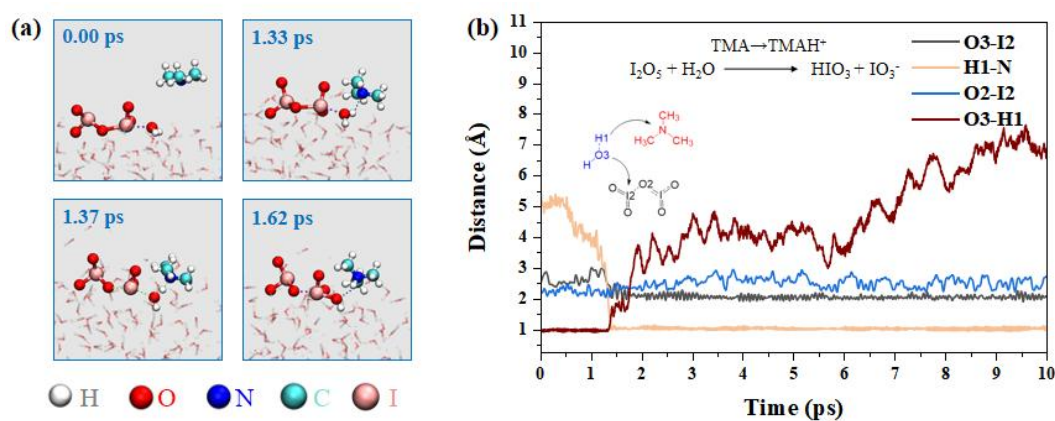 (a)
0.00 ps
1.33 ps
1.37 ps
1.62 ps
H O N C I
(b)
Distance (Å)
11
10
9
8
7
6
5
4
3
2
1
TMA→TMAH⁺
I₂O₅ + H₂O ⟶ HIO₃ + IO₃⁻
O3-I2
H1-N
O2-I2
O3-H1
CH₃
H₃C N CH₃
H1
H O3
O2 O
I2 I
O O
0 1 2 3 4 5 6 7 8 9 10
Time (ps)